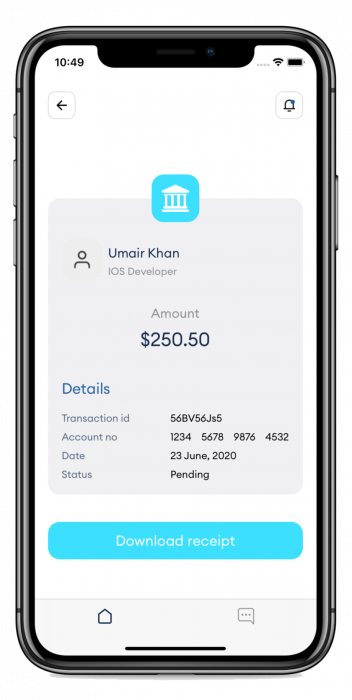 10:49
Umair Khan
IOS Developer
Amount
$250.50
Details
Transaction id 56BV56Js5
Account no 1234 5678 9876 4532
Date 23 June, 2020
Status Pending
Download receipt